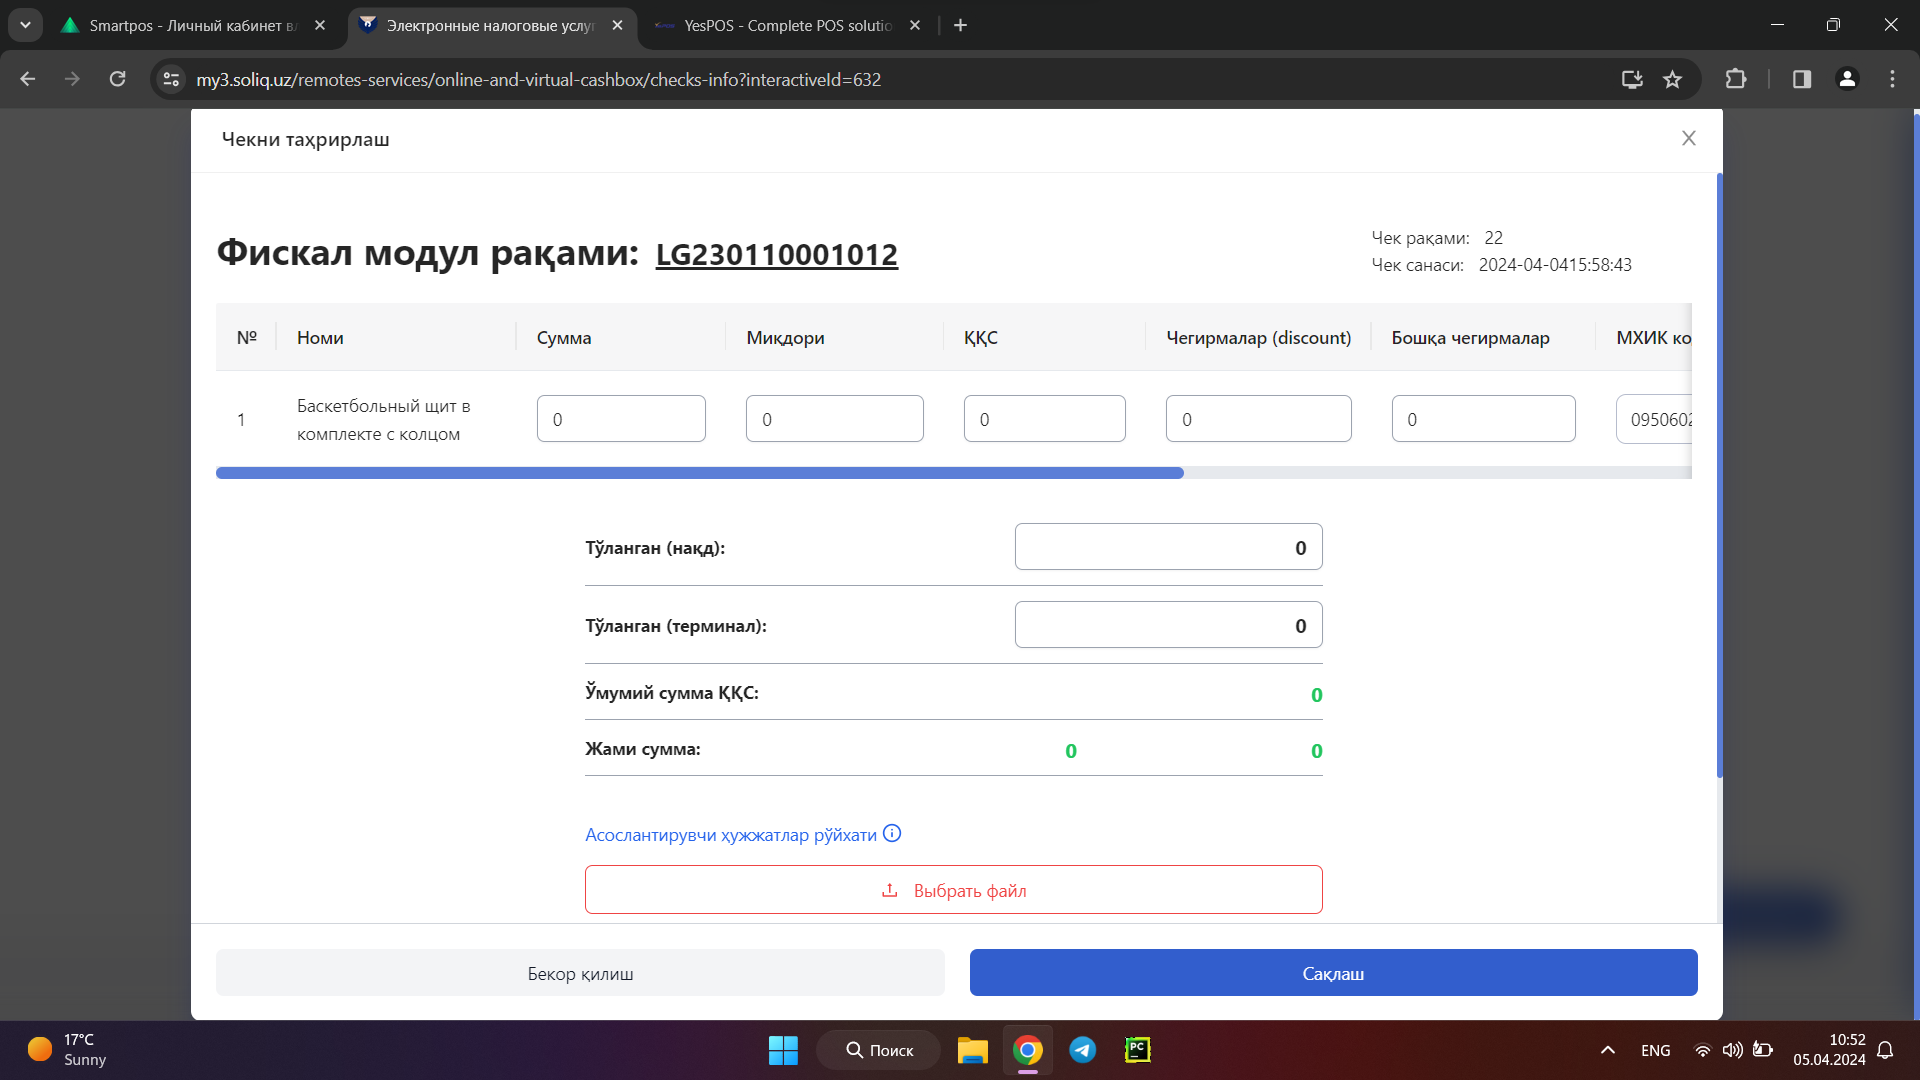 Smartpos - Личный кабинет вл
Электронные налоговые услуг
YesPOS - Complete POS solutio
my3.soliq.uz/remotes-services/online-and-virtual-cashbox/checks-info?interactiveId=632
Чекни таҳрирлаш
Фискал модул рақами: LG230110001012
Чек рақами: 22
Чек санаси: 2024-04-0415:58:43
№ Номи Сумма Миқдори ҚҚС Чегирмалар (discount) Бошқа чегирмалар МХИК ко
1 Баскетбольный щит в комплекте с колцом 0 0 0 0 0 095060
Тўланган (нақд): 0
Тўланган (терминал): 0
Ўмумий сумма ҚҚС: 0
Жами сумма: 0 0
Асослантирувчи ҳужжатлар рўйхати
Выбрать файл
Бекор қилиш
Сақлаш
17°C
Sunny
Поиск
PC
ENG
10:52
05.04.2024